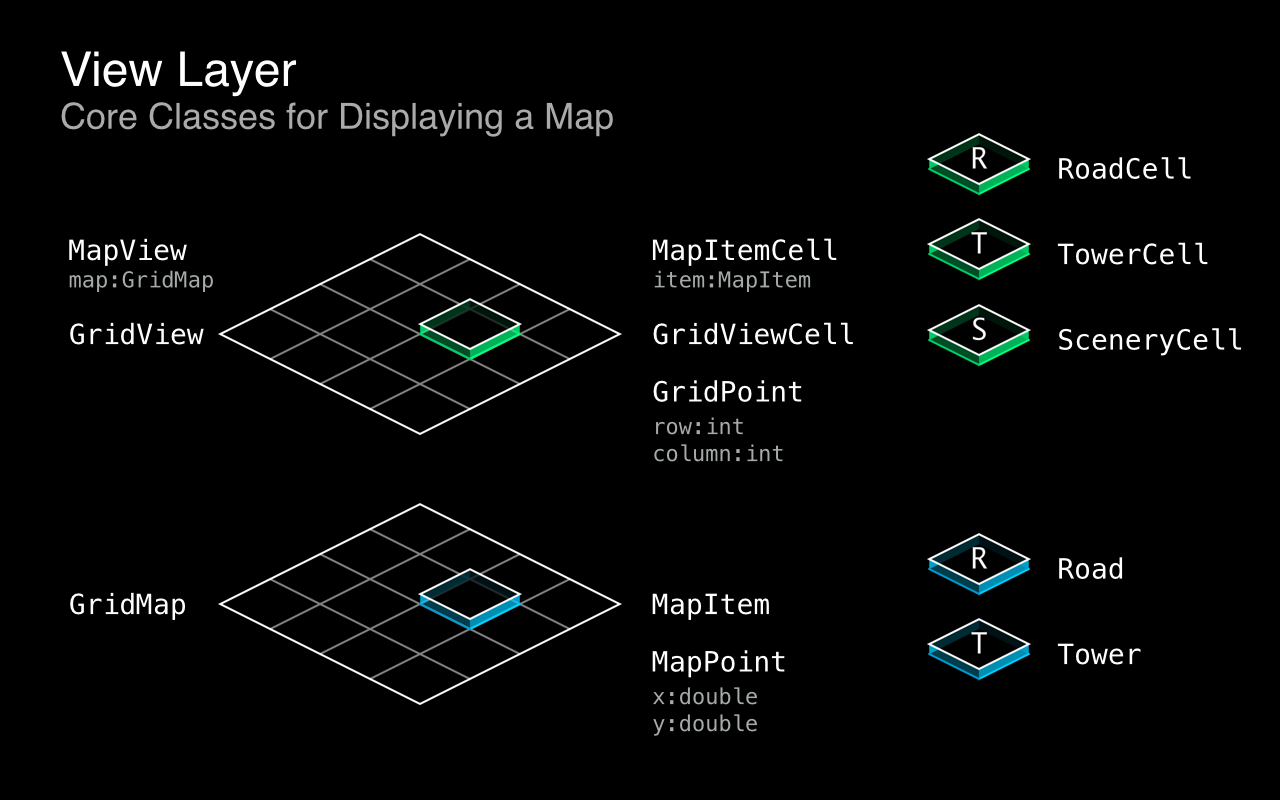 View Layer
Core Classes for Displaying a Map
MapView
map:GridMap
GridView
MapItemCell
item:MapItem
GridViewCell
GridPoint
row:int
column:int
R RoadCell
T TowerCell
S SceneryCell
GridMap
MapItem
MapPoint
x:double
y:double
R Road
T Tower